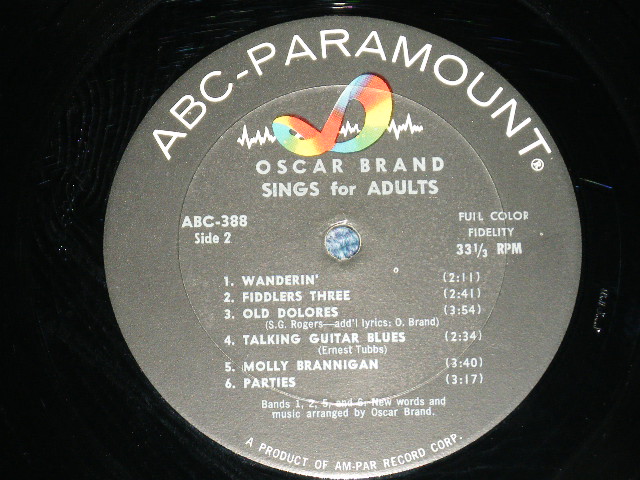 ABC-PARAMOUNT®
OSCAR BRAND
SINGS for ADULTS
ABC-388
Side 2
FULL COLOR
FIDELITY
33 1/3 RPM
1. WANDERIN' (2:11)
2. FIDDLERS THREE (2:41)
3. OLD DOLORES (3:54)
(S.G. Rogers—add'l lyrics; O. Brand)
4. TALKING GUITAR BLUES (2:34)
(Ernest Tubbs)
5. MOLLY BRANNIGAN (3:40)
6. PARTIES (3:17)
Bands 1, 2, 5, and 6: New words and
music arranged by Oscar Brand.
A PRODUCT OF AM-PAR RECORD CORP.